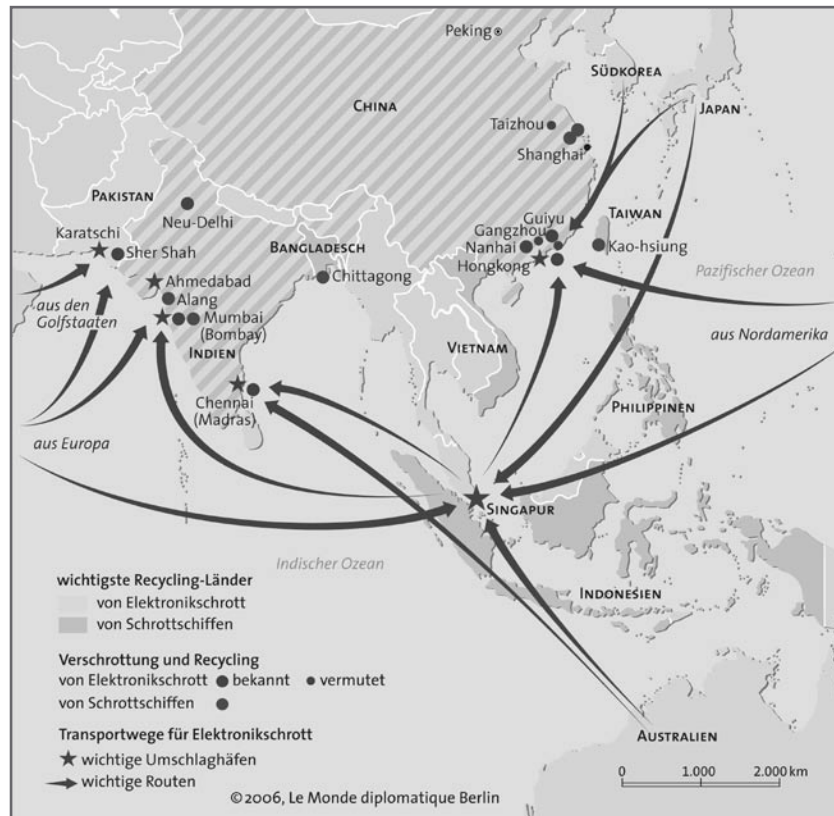 Peking
SÜDKOREA
CHINA
JAPAN
Taizhou
Shanghai
PAKISTAN
Neu-Delhi
Guiyu
TAIWAN
Karatschi
Gangzhou
Sher Shah
BANGLADESCH
Nanhai
Kao-hsiung
Hongkong
Ahmedabad
Chittagong
Pazifischer Ozean
aus den
Golfstaaten
Alang
Mumbai
(Bombay)
aus Nordamerika
INDIEN
VIETNAM
Chennai
(Madras)
PHILIPPINEN
aus Europa
SINGAPUR
Indischer Ozean
wichtigste Recycling-Länder
von Elektronikschrott
INDONESIEN
von Schrottschiffen
Verschrottung und Recycling
von Elektronikschrott bekannt vermutet
von Schrottschiffen
Transportwege für Elektronikschrott
AUSTRALIEN
wichtige Umschlaghäfen
wichtige Routen
0 1.000 2.000 km
©2006, Le Monde diplomatique Berlin